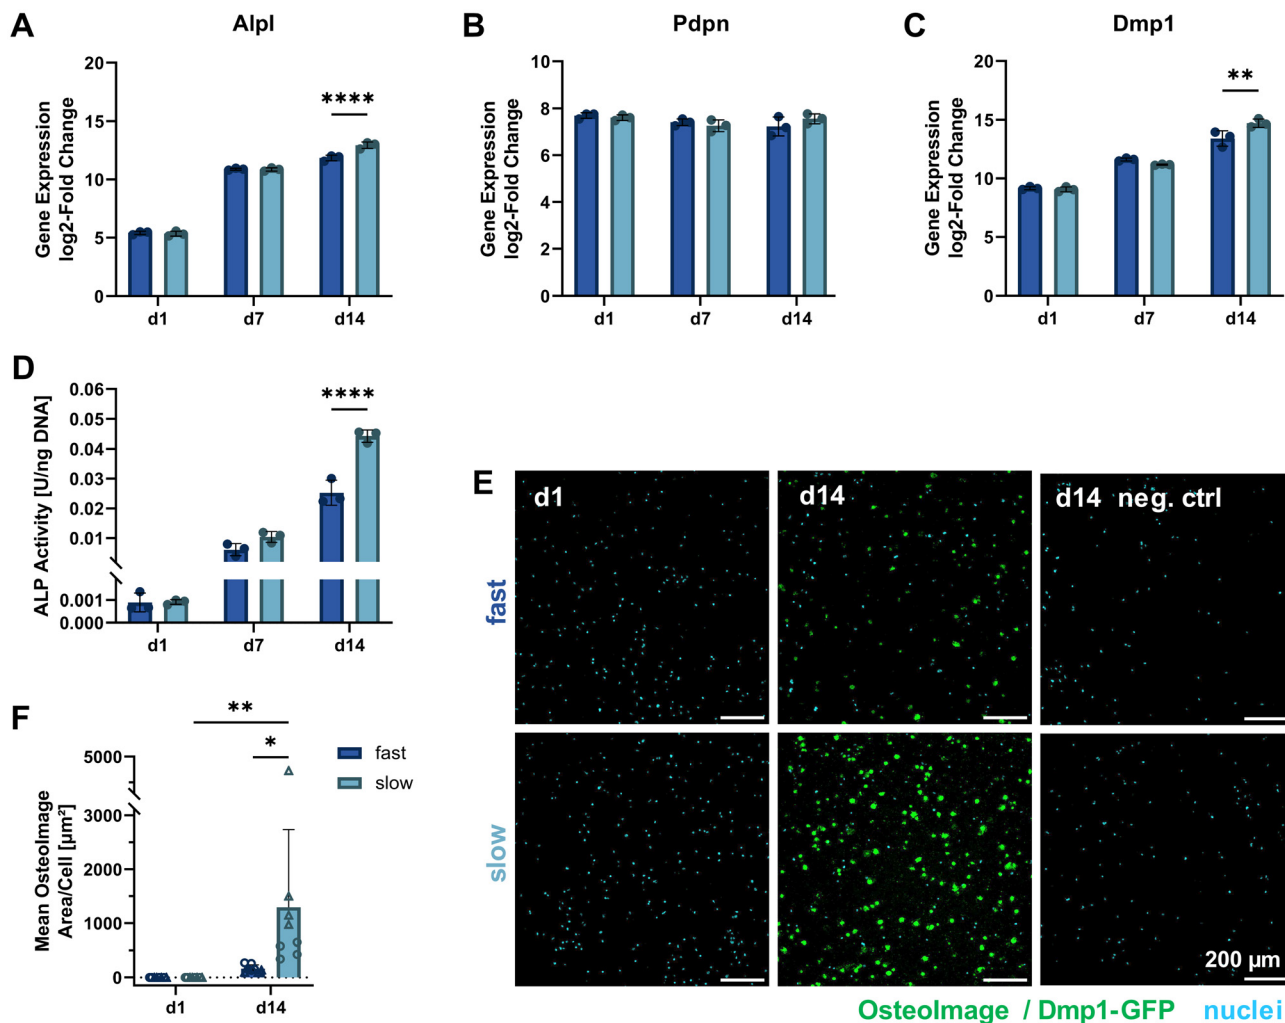 A
Alpl
Gene Expression
log2-Fold Change
20
15
10
5
0
****
d1
d7
d14
B
Pdpn
Gene Expression
log2-Fold Change
10
8
6
4
2
0
d1
d7
d14
C
Dmp1
Gene Expression
log2-Fold Change
20
15
10
5
0
**
d1
d7
d14
D
ALP Activity [U/ng DNA]
0.06
0.05
0.04
0.03
0.02
0.01
0.001
0.000
****
d1
d7
d14
E
d1
d14
d14 neg. ctrl
fast
slow
200 µm
OsteoImage / Dmp1-GFP nuclei
F
Mean OsteoImage
Area/Cell [µm²]
5000
3000
2000
1000
0
**
*
d1
d14
fast
slow